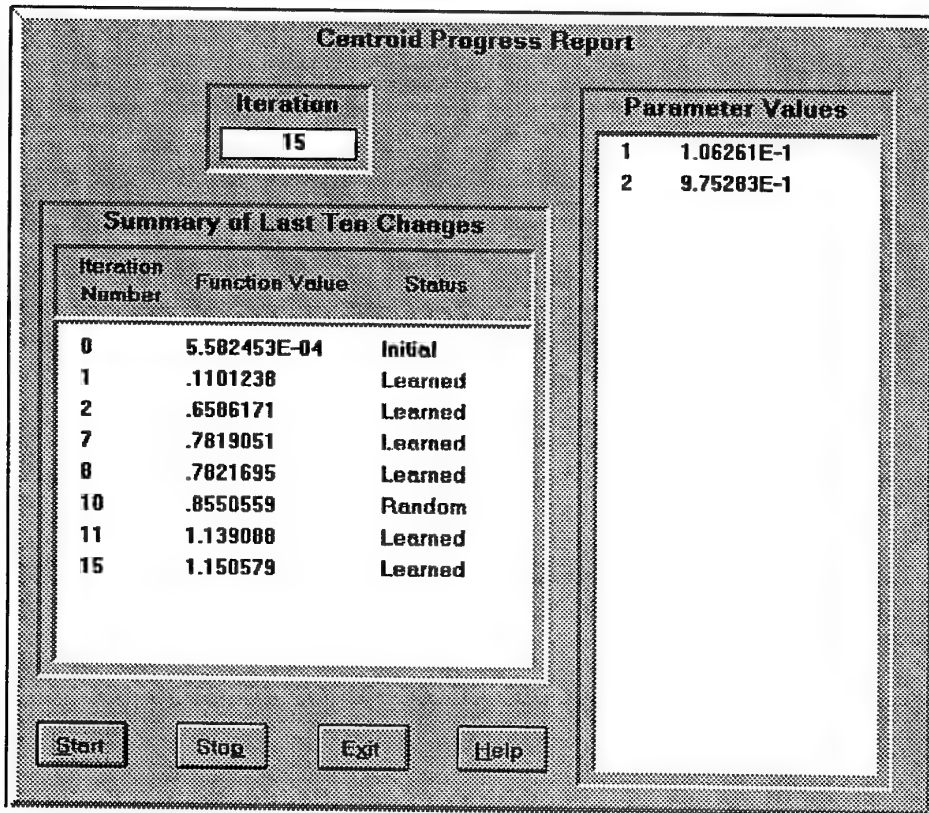 Centroid Progress Report
Iteration
15
Summary of Last Ten Changes
Iteration Number Function Value Status
0 5.582453E-04 Initial
1 .1101238 Learned
2 .6586171 Learned
7 .7819051 Learned
8 .7821695 Learned
10 .8550559 Random
11 1.139088 Learned
15 1.150579 Learned
Parameter Values
1 1.06261E-1
2 9.75283E-1
Start Stop Exit Help